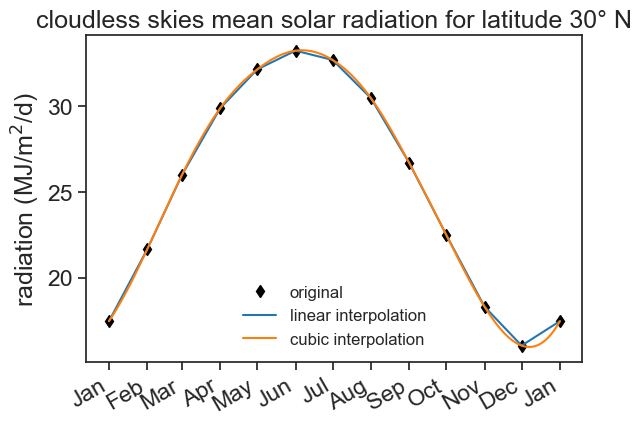 cloudless skies mean solar radiation for latitude 30° N
radiation (MJ/m²/d)
30
25
20
original
linear interpolation
cubic interpolation
Jan Feb Mar Apr May Jun Jul Aug Sep Oct Nov Dec Jan